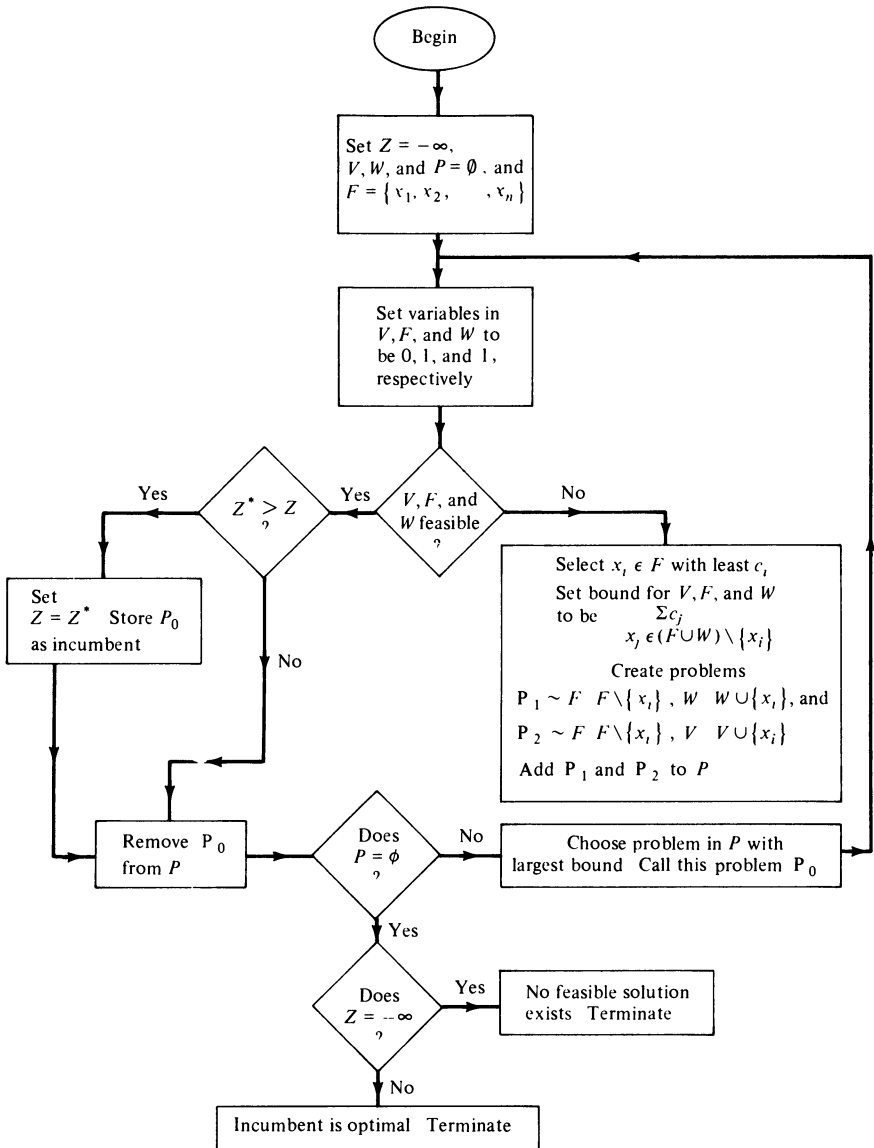 Begin
Set Z = −∞,
V, W, and P = ∅, and
F = {x₁, x₂, , xₙ}
Set variables in
V, F, and W to
be 0, 1, and 1,
respectively
V, F, and
W feasible
?
Yes
No
Z* > Z
?
Yes
No
Set
Z = Z* Store P₀
as incumbent
Select xᵢ ϵ F with least cᵢ
Set bound for V, F, and W
to be Σcⱼ
xⱼ ϵ (F ∪ W) \ {xᵢ}
Create problems
P₁ ~ F F \ {xᵢ}, W W ∪ {xᵢ}, and
P₂ ~ F F \ {xᵢ}, V V ∪ {xᵢ}
Add P₁ and P₂ to P
Remove P₀
from P
Does
P = ϕ
?
No
Choose problem in P with
largest bound Call this problem P₀
Yes
Does
Z = −∞
?
Yes
No feasible solution
exists Terminate
No
Incumbent is optimal Terminate